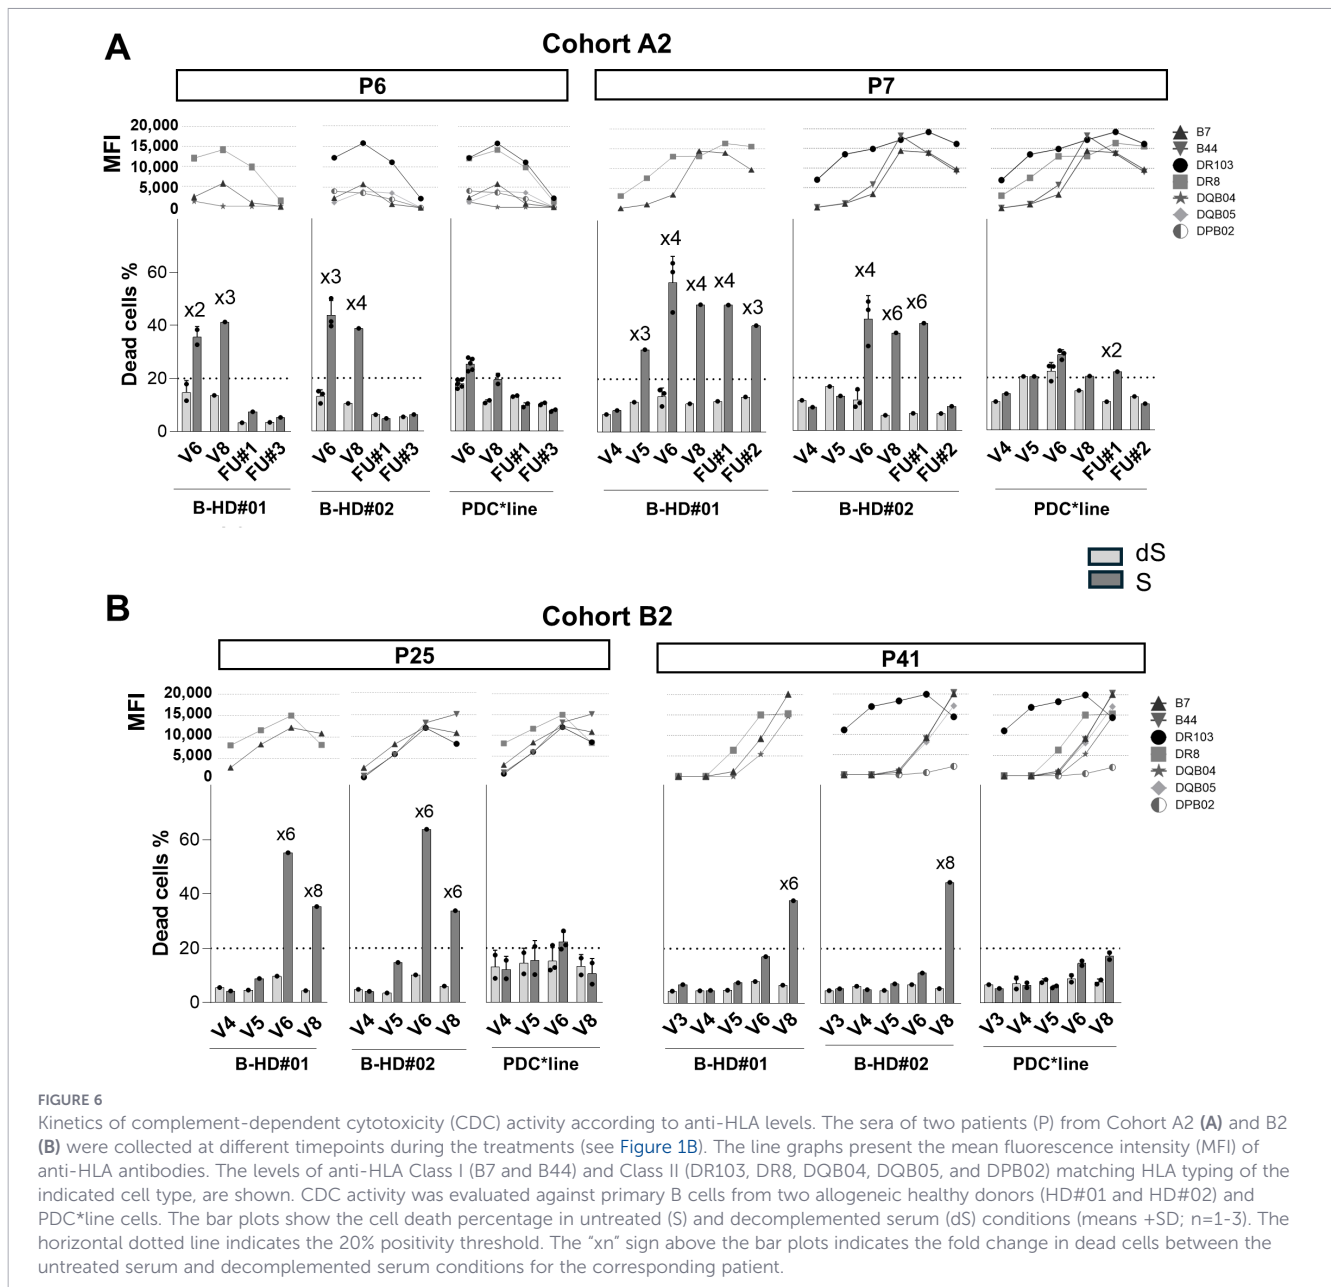 A
Cohort A2
P6
P7
MFI
20,000
15,000
10,000
5,000
0
B7
B44
DR103
DR8
DQB04
DQB05
DPB02
Dead cells %
60
40
20
0
x2
x3
x3
x4
x3
x4
x4
x4
x3
x4
x6
x6
x2
V6 V8 FU#1 FU#3
V6 V8 FU#1 FU#3
V6 V8 FU#1 FU#3
V4 V5 V6 V8 FU#1 FU#2
V4 V5 V6 V8 FU#1 FU#2
V4 V5 V6 V8 FU#1 FU#2
B-HD#01 B-HD#02 PDC*line B-HD#01 B-HD#02 PDC*line
dS
S
B
Cohort B2
P25
P41
MFI
20,000
15,000
10,000
5,000
0
B7
B44
DR103
DR8
DQB04
DQB05
DPB02
Dead cells %
60
40
20
0
x6
x8
x6
x6
x6
x8
V4 V5 V6 V8
V4 V5 V6 V8
V4 V5 V6 V8
V3 V4 V5 V6 V8
V3 V4 V5 V6 V8
V3 V4 V5 V6 V8
B-HD#01 B-HD#02 PDC*line B-HD#01 B-HD#02 PDC*line
FIGURE 6
Kinetics of complement-dependent cytotoxicity (CDC) activity according to anti-HLA levels. The sera of two patients (P) from Cohort A2 (A) and B2
(B) were collected at different timepoints during the treatments (see Figure 1B). The line graphs present the mean fluorescence intensity (MFI) of
anti-HLA antibodies. The levels of anti-HLA Class I (B7 and B44) and Class II (DR103, DR8, DQB04, DQB05, and DPB02) matching HLA typing of the
indicated cell type, are shown. CDC activity was evaluated against primary B cells from two allogeneic healthy donors (HD#01 and HD#02) and
PDC*line cells. The bar plots show the cell death percentage in untreated (S) and decomplemented serum (dS) conditions (means +SD; n=1-3). The
horizontal dotted line indicates the 20% positivity threshold. The “xn” sign above the bar plots indicates the fold change in dead cells between the
untreated serum and decomplemented serum conditions for the corresponding patient.